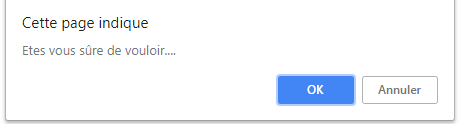 Cette page indique
Etes vous sûre de vouloir....
OK
Annuler